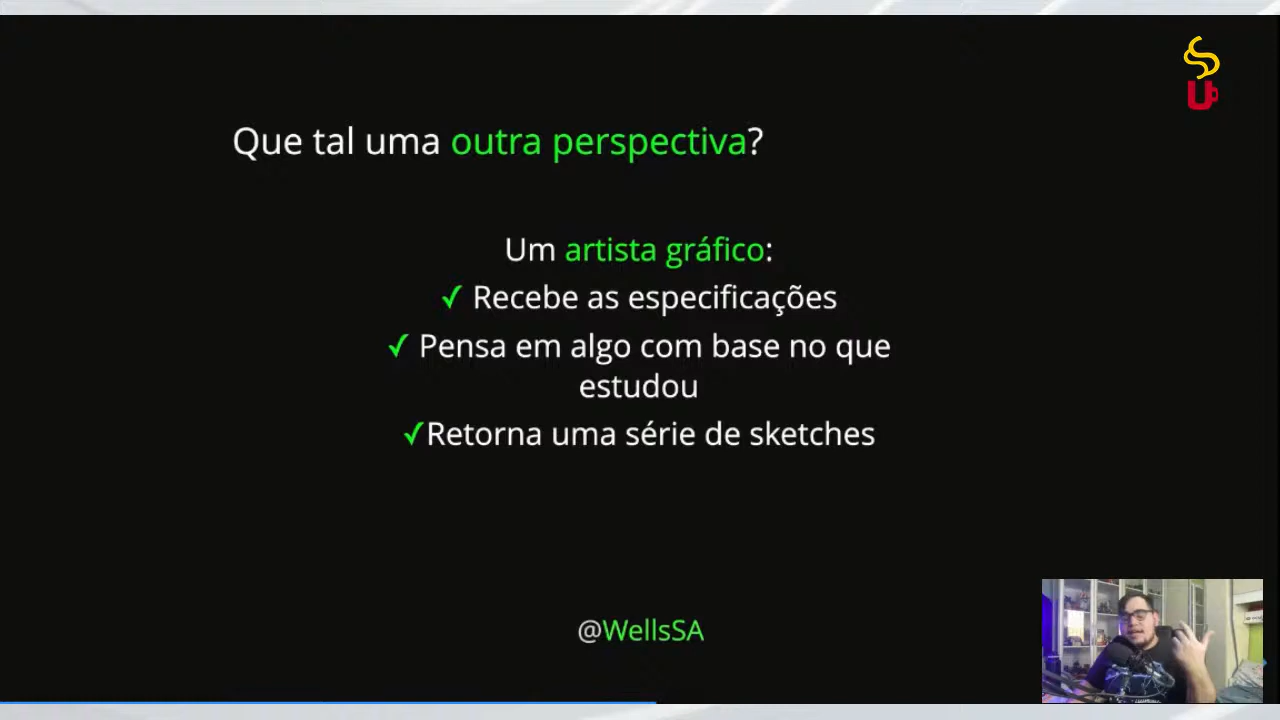 Que tal uma outra perspectiva?
Um artista gráfico:
✓ Recebe as especificações
✓ Pensa em algo com base no que
estudou
✓Retorna uma série de sketches
@WellsSA